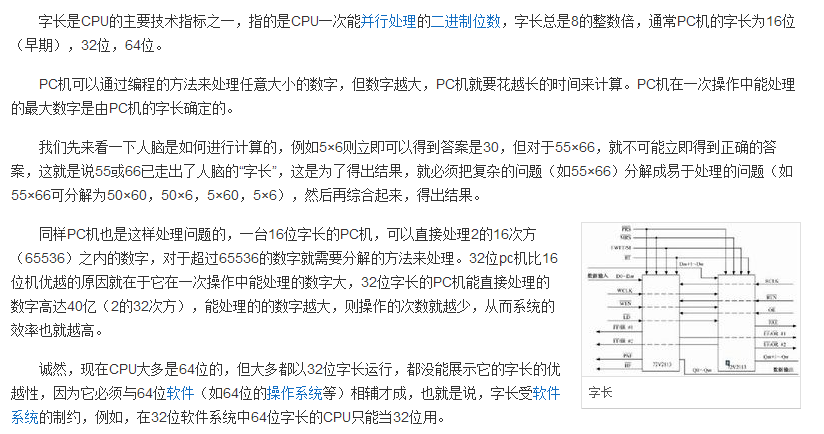 字长是CPU的主要技术指标之一，指的是CPU一次能并行处理的二进制位数，字长总是8的整数倍，通常PC机的字长为16位
（早期），32位，64位。
PC机可以通过编程的方法来处理任意大小的数字，但数字越大，PC机就要花越长的时间来计算。PC机在一次操作中能处理
的最大数字是由PC机的字长确定的。
我们先来看一下人脑是如何进行计算的，例如5×6则立即可以得到答案是30，但对于55×66，就不可能立即得到正确的答
案，这就是说55或66已走出了人脑的“字长”，这是为了得出结果，就必须把复杂的问题（如55×66）分解成易于处理的问题（如
55×66可分解为50×60，50×6，5×60，5×6），然后再综合起来，得出结果。
同样PC机也是这样处理问题的，一台16位字长的PC机，可以直接处理2的16次方
（65536）之内的数字，对于超过65536的数字就需要分解的方法来处理。32位pc机比16
位机优越的原因就在于它在一次操作中能处理的数字大，32位字长的PC机能直接处理的
数字高达40亿（2的32次方），能处理的的数字越大，则操作的次数就越少，从而系统的
效率也就越高。
诚然，现在CPU大多是64位的，但大多都以32位字长运行，都没能展示它的字长的优
越性，因为它必须与64位软件（如64位的操作系统等）相辅才成，也就是说，字长受软件
系统的制约，例如，在32位软件系统中64位字长的CPU只能当32位用。
数据输入
WCLK
WEN
RCLK
数据输出
字长